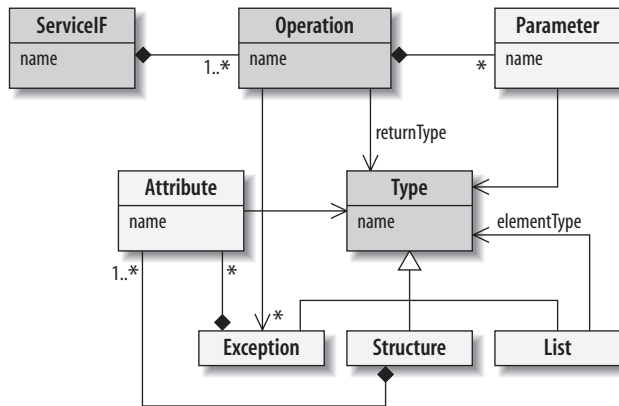 ServiceIF Operation Parameter
name name name
1..* *
returnType
Attribute Type
name name
elementType
1..* *
*
Exception Structure List